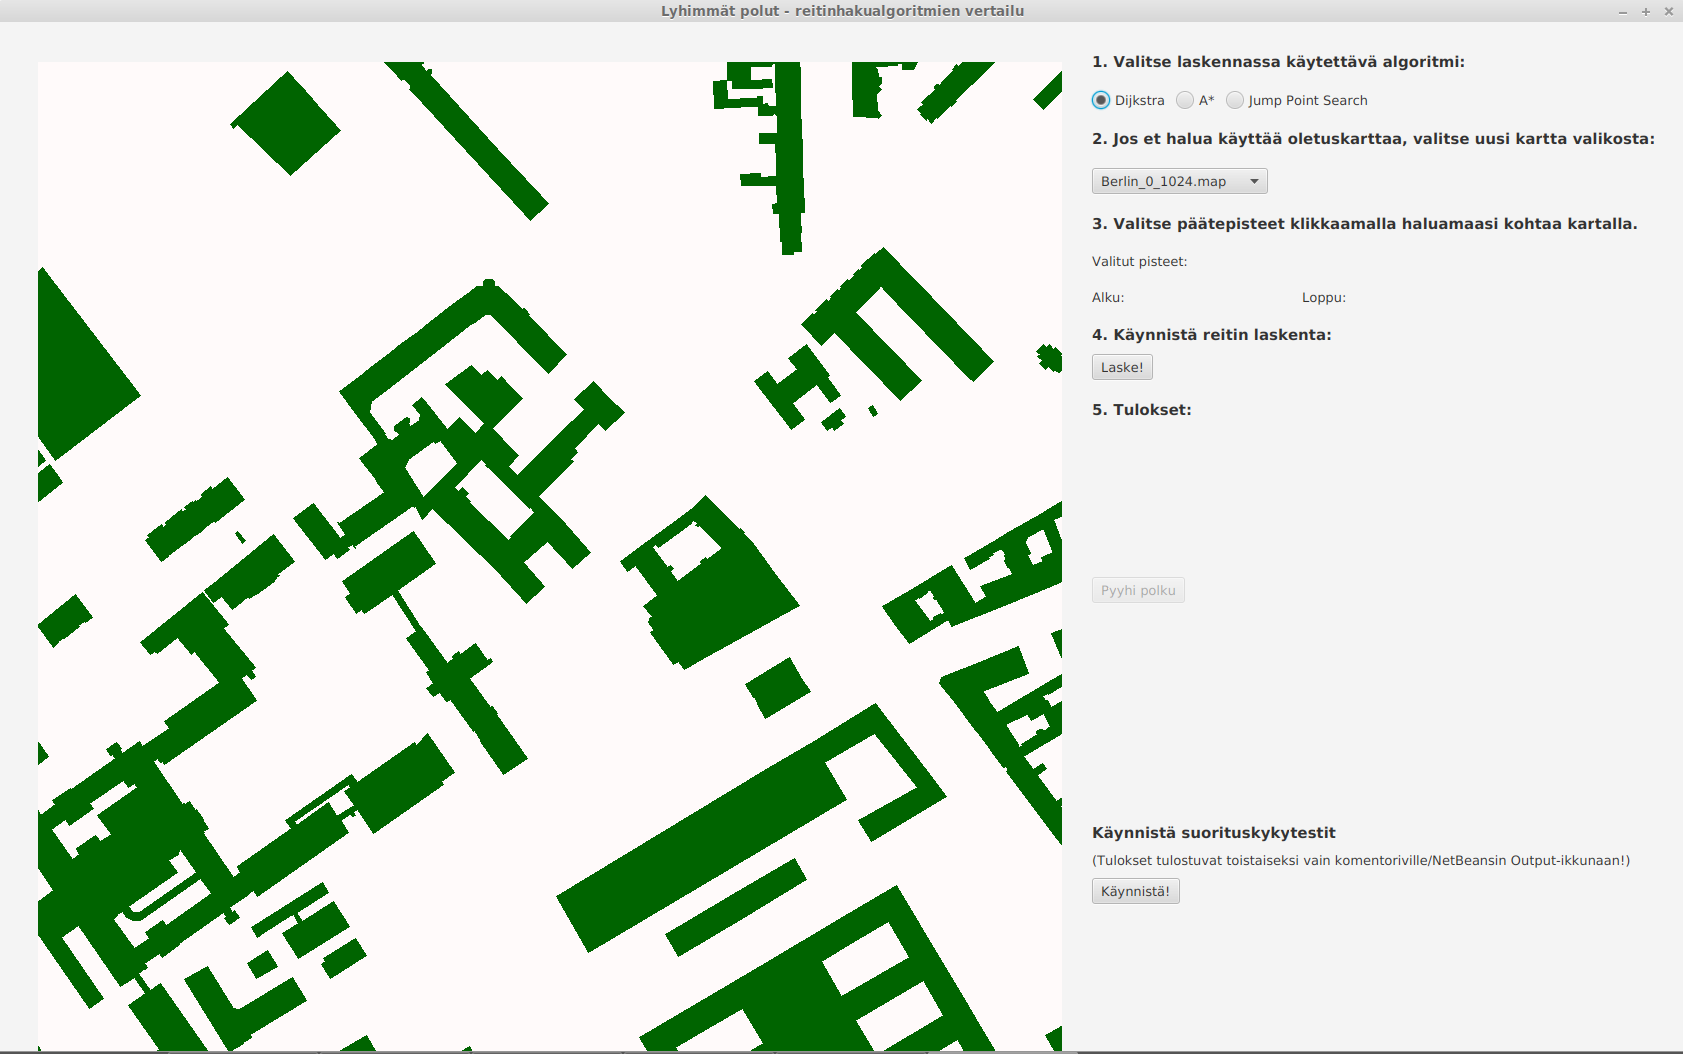 Lyhimmät polut - reitinhakualgoritmien vertailu
1. Valitse laskennassa käytettävä algoritmi:
Dijkstra A* Jump Point Search
2. Jos et halua käyttää oletuskarttaa, valitse uusi kartta valikosta:
Berlin_0_1024.map
3. Valitse päätepisteet klikkaamalla haluamaasi kohtaa kartalla.
Valitut pisteet:
Alku: Loppu:
4. Käynnistä reitin laskenta:
Laske!
5. Tulokset:
Pyyhi polku
Käynnistä suorituskykytestit
(Tulokset tulostuvat toistaiseksi vain komentoriville/NetBeansin Output-ikkunaan!)
Käynnistä!